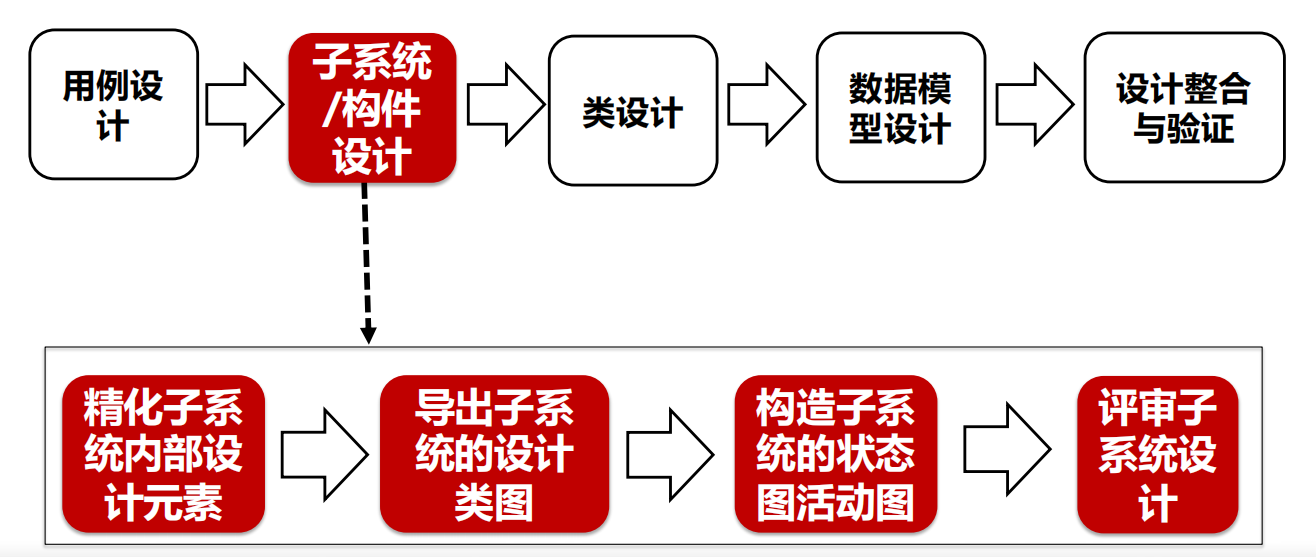 用例设
计
子系统
/构件
设计
类设计
数据模
型设计
设计整合
与验证
精化子系
统内部设
计元素
导出子系
统的设计
类图
构造子系
统的状态
图活动图
评审子
系统设
计